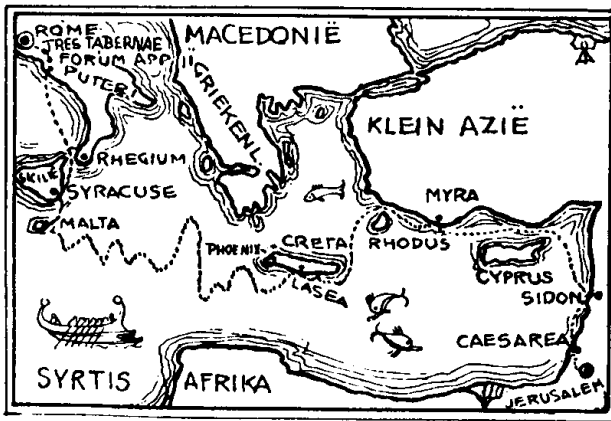 ROME
TRES TABERNAE
FORUM APPII
PUTEOLI
MACEDONIË
GRIEKENL.
KLEIN AZIË
RHEGIUM
SYRACUSE
MALTA
MYRA
PHOENIX
CRETA
RHODUS
LASEA
CYPRUS
SIDON
CAESAREA
SYRTIS
AFRIKA
JERUSALEM